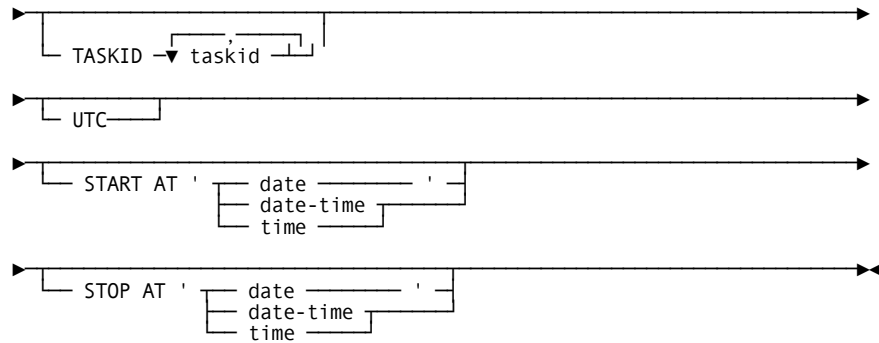 ,
TASKID taskid
UTC
START AT ' date '
date-time
time
STOP AT ' date '
date-time
time